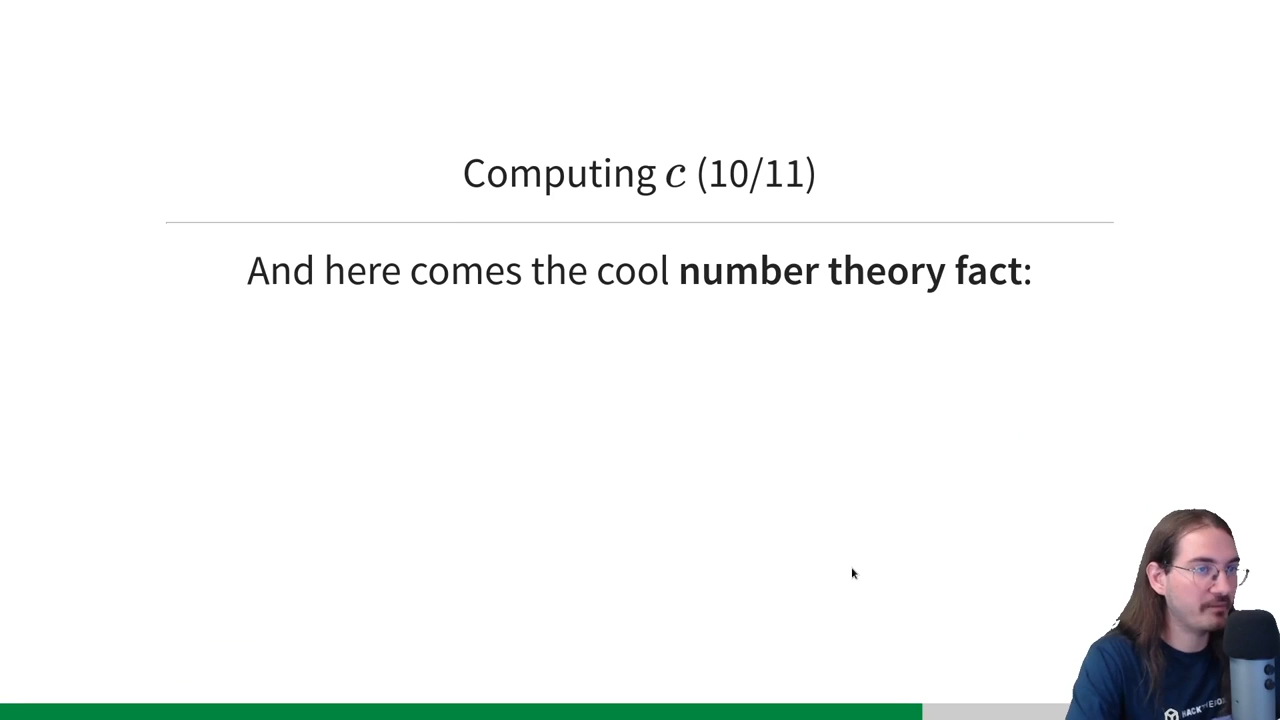 Computing c (10/11)
And here comes the cool number theory fact: